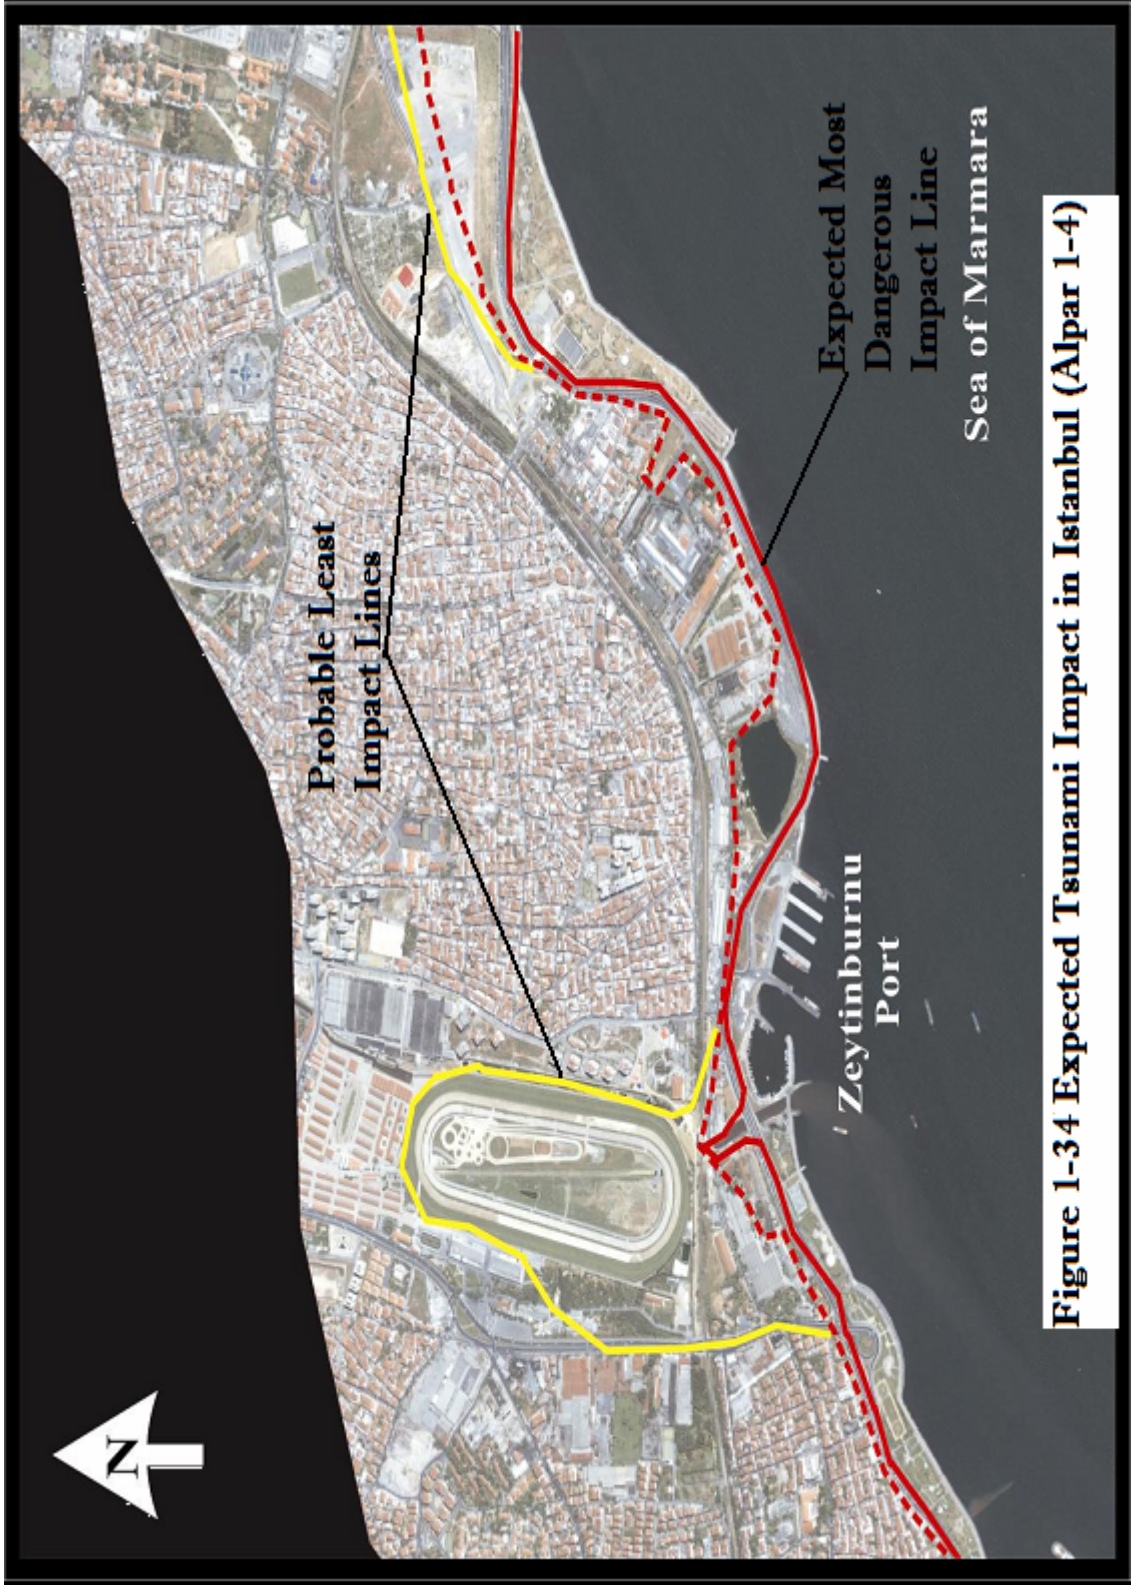 N
Probable Least
Impact Lines
Expected Most
Dangerous
Impact Line
Zeytinburnu
Port
Sea of Marmara
Figure 1-34 Expected Tsunami Impact in Istanbul (Alpar 1-4)